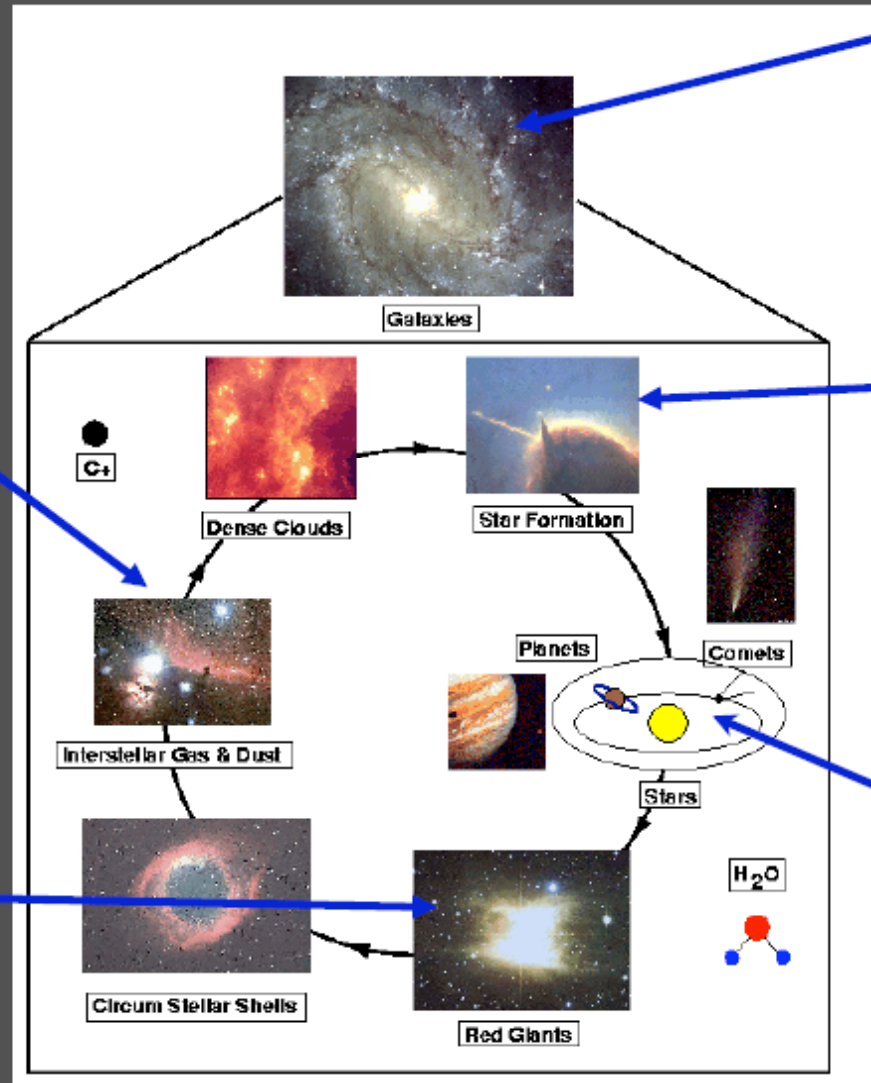 Galaxies
C+
Dense Clouds
Star Formation
Planets
Comets
Interstellar Gas & Dust
Stars
H₂O
Circum Stellar Shells
Red Giants